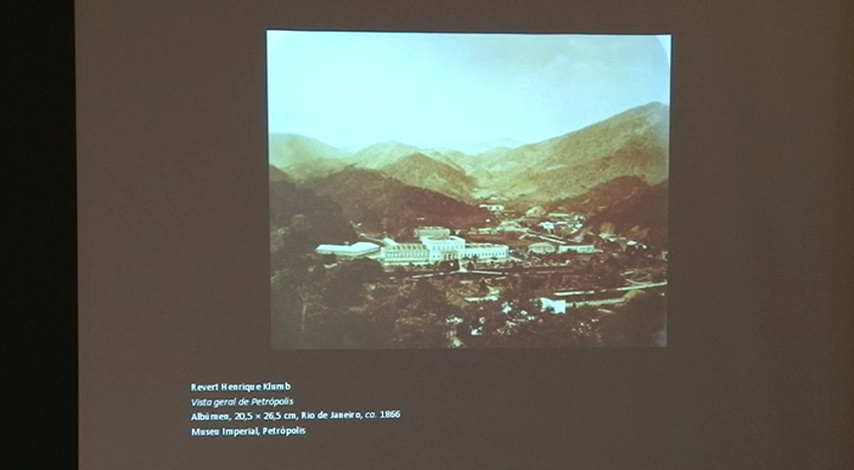 Revert Henrique Klumb
Vista geral de Petrópolis
Albúmen, 20,5 × 26,5 cm, Rio de Janeiro, ca. 1866
Museu Imperial, Petrópolis